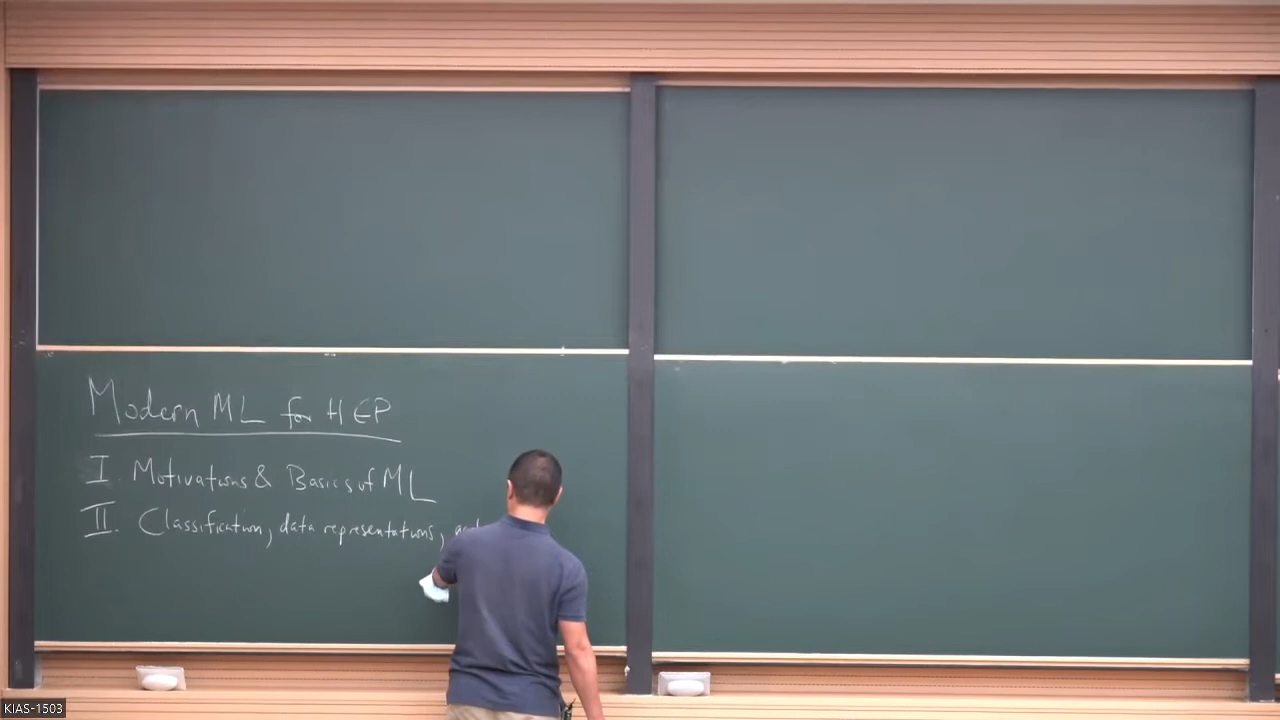 Modern ML for HEP
I. Motivations & Basics of ML
II. Classification, data representations,
KIAS-1503